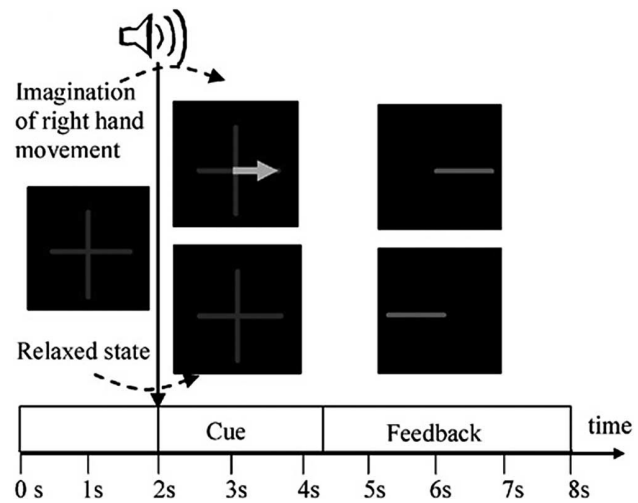 Imagination
of right hand
movement
Relaxed state
Cue
Feedback
time
0 s
1s
2s
3s
4s
5s
6s
7s
8s